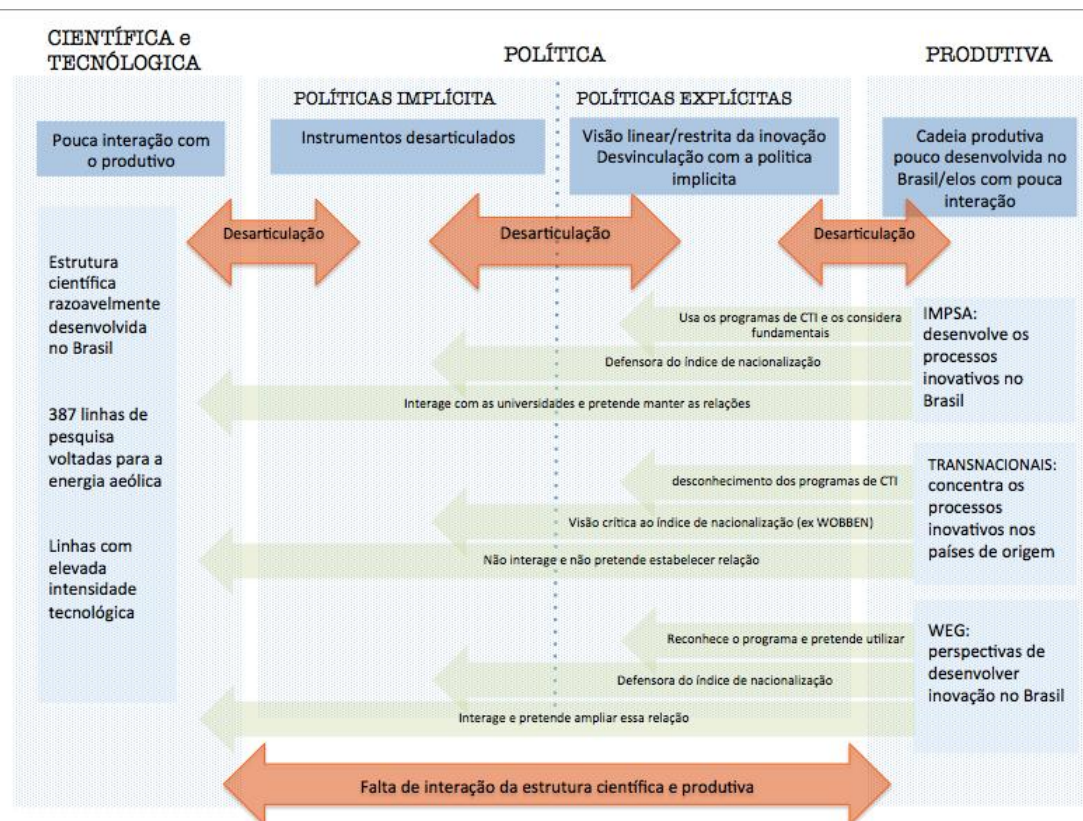 CIENTÍFICA e
TECNÓLOGICA
POLÍTICA
PRODUTIVA
POLÍTICAS IMPLÍCITA
POLÍTICAS EXPLÍCITAS
Pouca interação com
o produtivo
Instrumentos desarticulados
Visão linear/restrita da inovação
Desvinculação com a politica
implicita
Cadeia produtiva
pouco desenvolvida no
Brasil/elos com pouca
interação
Desarticulação
Desarticulação
Desarticulação
Estrutura
científica
razoavelmente
desenvolvida
no Brasil
387 linhas de
pesquisa
voltadas para a
energia aeólica
Linhas com
elevada
intensidade
tecnológica
Usa os programas de CTI e os considera
fundamentais
Defensora do índice de nacionalização
Interage com as universidades e pretende manter as relações
IMPSA:
desenvolve os
processos
inovativos no
Brasil
desconhecimento dos programas de CTI
Visão crítica ao índice de nacionalização (ex WOBBEN)
Não interage e não pretende estabelecer relação
TRANSNACIONAIS:
concentra os
processos
inovativos nos
países de origem
Reconhece o programa e pretende utilizar
Defensora do índice de nacionalização
Interage e pretende ampliar essa relação
WEG:
perspectivas de
desenvolver
inovação no Brasil
Falta de interação da estrutura científica e produtiva